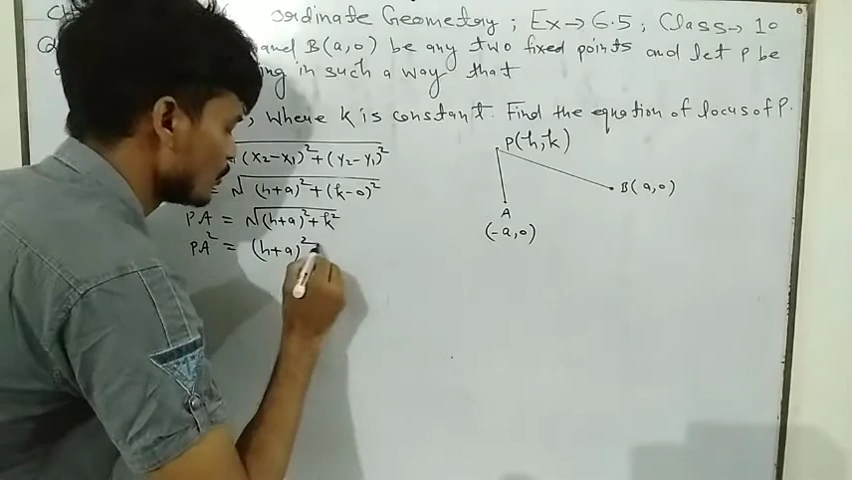 ordinate Geometry ; Ex→6.5 ; Class→10
and B(a,0) be any two fixed points and let P be
in such a way that
, where k is constant. Find the equation of locus of P.
(x2-x1)²+(y2-y1)²
= √(h+a)²+(k-0)²
PA = √(h+a)²+k²
PA² = (h+a)²
P(h,k)
B(a,0)
A
(-a,0)